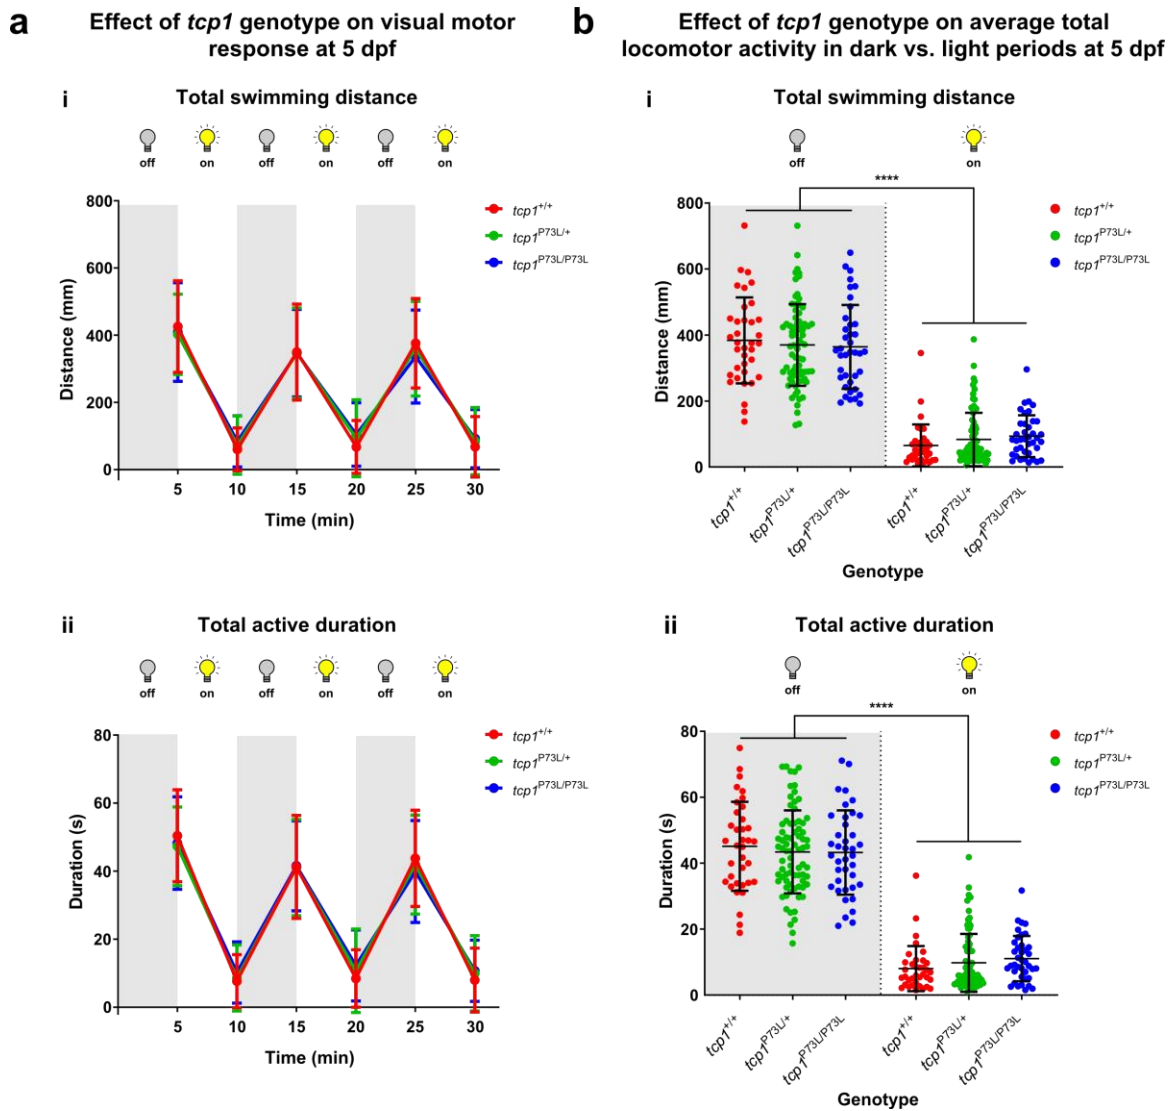 a
Effect of tcp1 genotype on visual motor
response at 5 dpf
i
Total swimming distance
off on off on off on
800
600
400
200
0
Distance (mm)
5 10 15 20 25 30
Time (min)
tcp1+/+
tcp1P73L/+
tcp1P73L/P73L
ii
Total active duration
off on off on off on
80
60
40
20
0
Duration (s)
5 10 15 20 25 30
Time (min)
tcp1+/+
tcp1P73L/+
tcp1P73L/P73L
b
Effect of tcp1 genotype on average total
locomotor activity in dark vs. light periods at 5 dpf
i
Total swimming distance
off on
****
800
600
400
200
0
Distance (mm)
tcp1+/+ tcp1P73L/+ tcp1P73L/P73L tcp1+/+ tcp1P73L/+ tcp1P73L/P73L
Genotype
tcp1+/+
tcp1P73L/+
tcp1P73L/P73L
ii
Total active duration
off on
****
80
60
40
20
0
Duration (s)
tcp1+/+ tcp1P73L/+ tcp1P73L/P73L tcp1+/+ tcp1P73L/+ tcp1P73L/P73L
Genotype
tcp1+/+
tcp1P73L/+
tcp1P73L/P73L